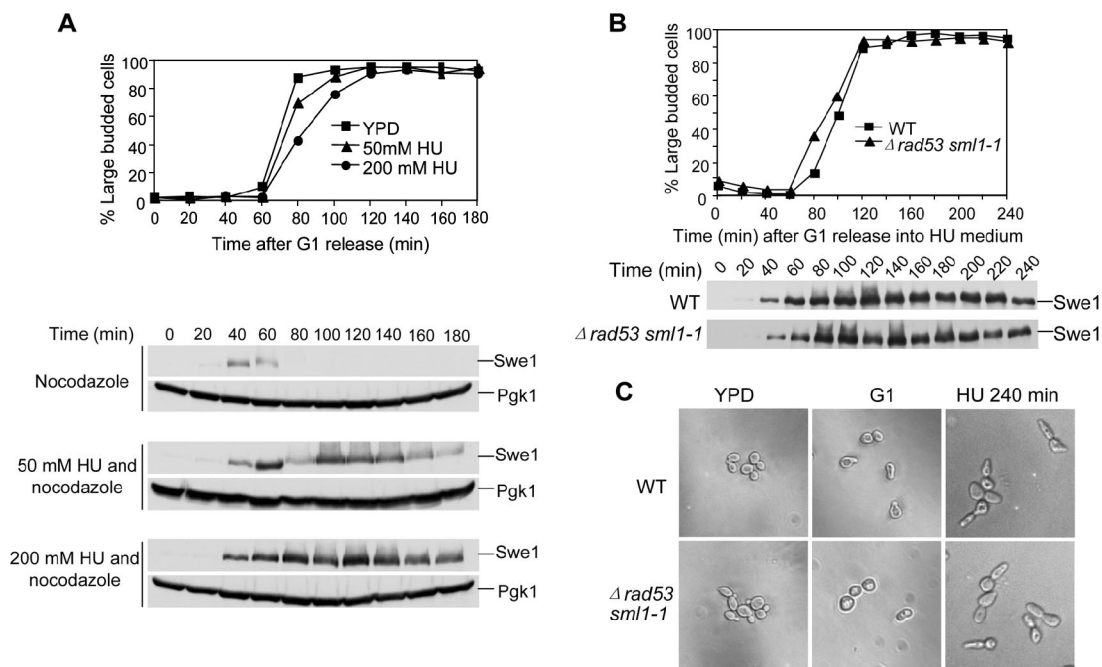 A
% Large budded cells
100
80
60
40
20
0
YPD
50mM HU
200 mM HU
0 20 40 60 80 100 120 140 160 180
Time after G1 release (min)
Time (min) 0 20 40 60 80 100 120 140 160 180
Nocodazole
Swe1
Pgk1
50 mM HU and
nocodazole
Swe1
Pgk1
200 mM HU and
nocodazole
Swe1
Pgk1
B
% Large budded cells
100
80
60
40
20
0
WT
Δrad53 sml1-1
0 40 80 120 160 200 240
Time (min) after G1 release into HU medium
Time (min) 0 20 40 60 80 100 120 140 160 180 200 220 240
WT
Swe1
Δrad53 sml1-1
Swe1
C
YPD G1 HU 240 min
WT
Δrad53
sml1-1